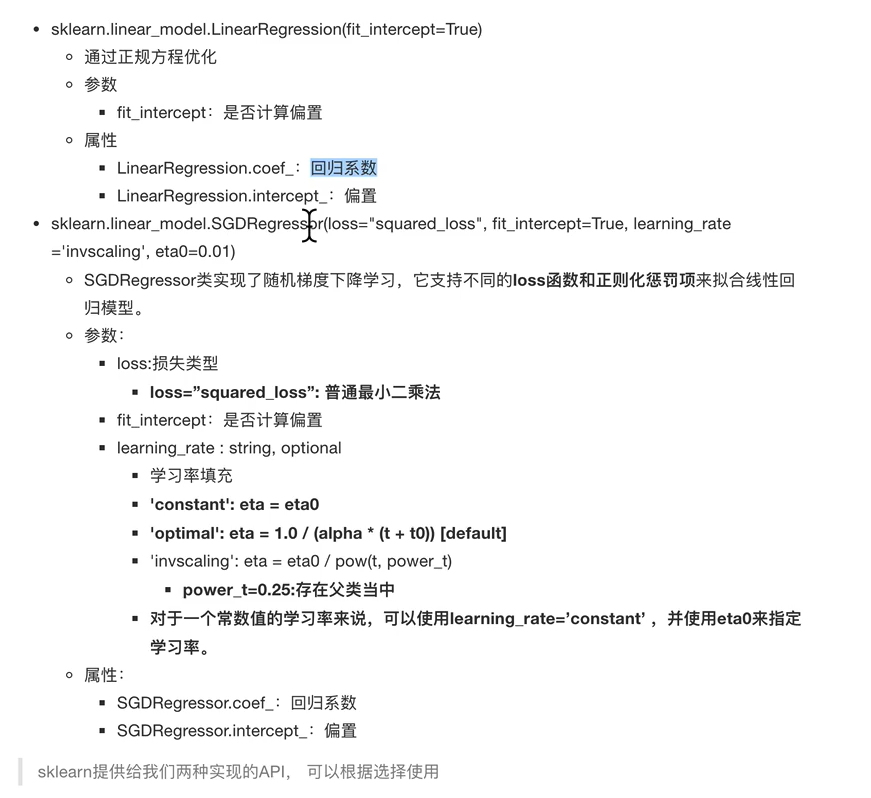 sklearn.linear_model.LinearRegression(fit_intercept=True)
通过正规方程优化
参数
fit_intercept：是否计算偏置
属性
LinearRegression.coef_：回归系数
LinearRegression.intercept_：偏置
sklearn.linear_model.SGDRegressor(loss="squared_loss", fit_intercept=True, learning_rate
='invscaling', eta0=0.01)
SGDRegressor类实现了随机梯度下降学习，它支持不同的loss函数和正则化惩罚项来拟合线性回
归模型。
参数：
loss:损失类型
loss=”squared_loss”: 普通最小二乘法
fit_intercept：是否计算偏置
learning_rate : string, optional
学习率填充
'constant': eta = eta0
'optimal': eta = 1.0 / (alpha * (t + t0)) [default]
'invscaling': eta = eta0 / pow(t, power_t)
power_t=0.25:存在父类当中
对于一个常数值的学习率来说，可以使用learning_rate=’constant’ ，并使用eta0来指定
学习率。
属性：
SGDRegressor.coef_：回归系数
SGDRegressor.intercept_：偏置
sklearn提供给我们两种实现的API， 可以根据选择使用